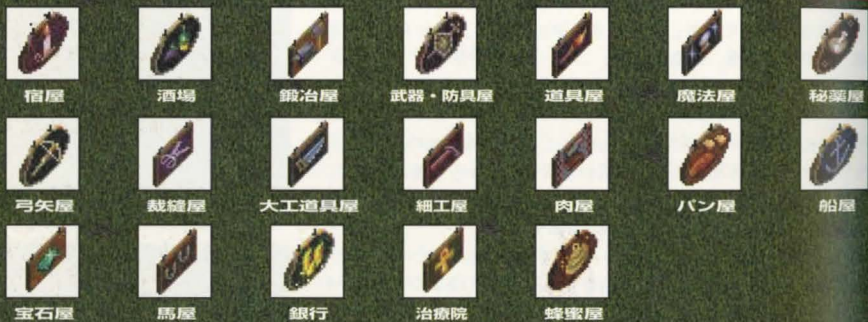 宿屋 酒場 鍛冶屋 武器・防具屋 道具屋 魔法屋 秘薬屋
弓矢屋 裁縫屋 大工道具屋 細工屋 肉屋 パン屋 船屋
宝石屋 馬屋 銀行 治療院 蜂蜜屋